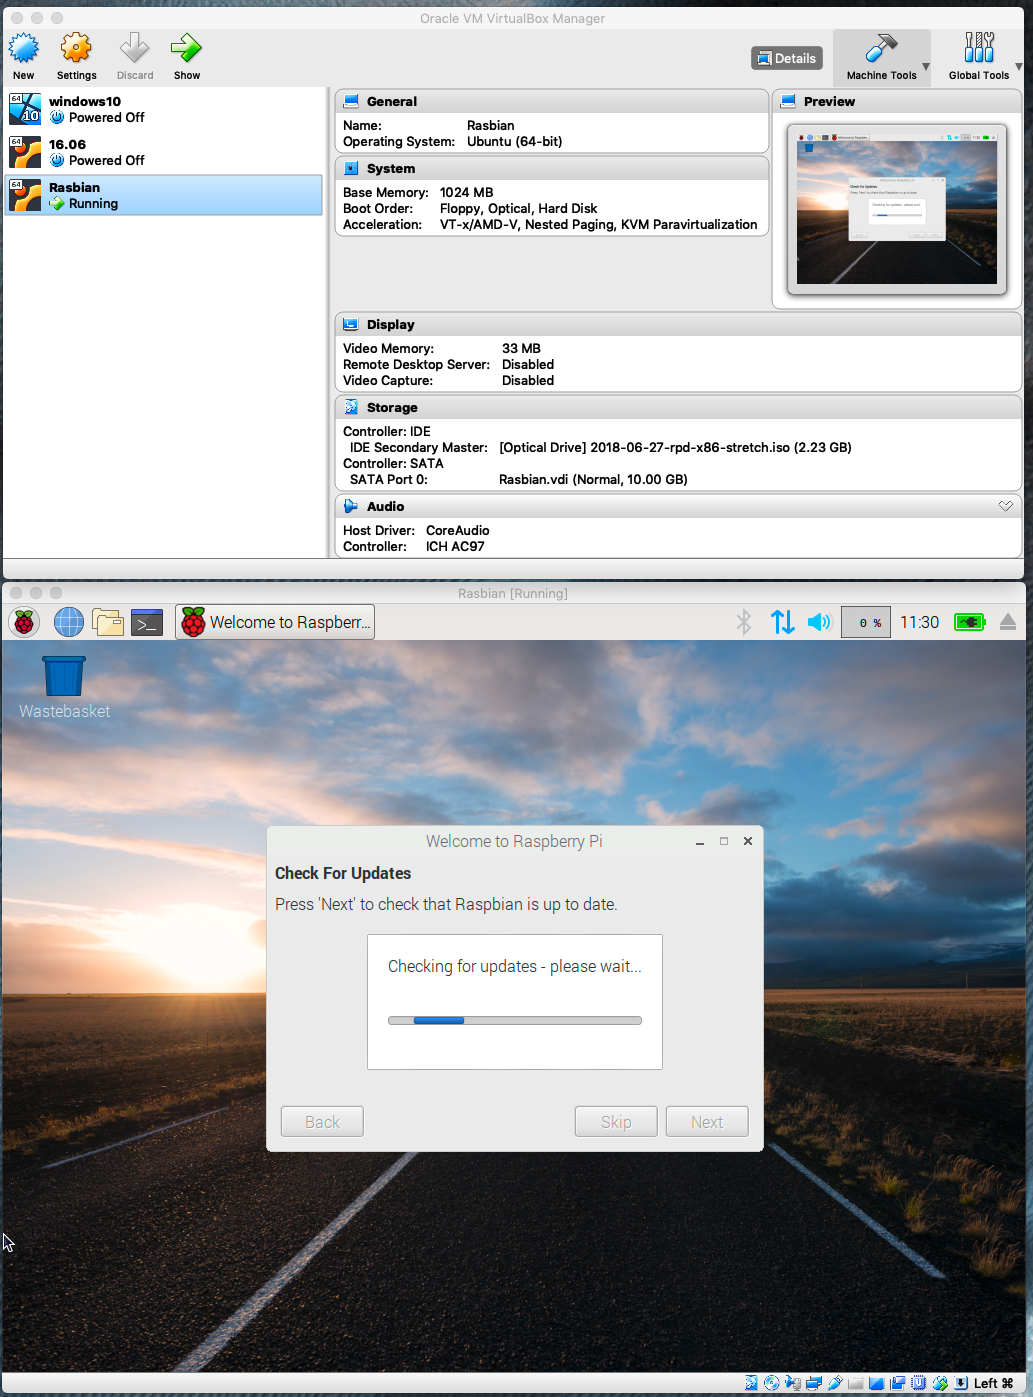 Oracle VM VirtualBox Manager
New Settings Discard Show Details Machine Tools Global Tools
64 windows10
10 Powered Off
64 16.06
Powered Off
64 Rasbian
Running
General
Name: Rasbian
Operating System: Ubuntu (64-bit)
System
Base Memory: 1024 MB
Boot Order: Floppy, Optical, Hard Disk
Acceleration: VT-x/AMD-V, Nested Paging, KVM Paravirtualization
Preview
Display
Video Memory: 33 MB
Remote Desktop Server: Disabled
Video Capture: Disabled
Storage
Controller: IDE
IDE Secondary Master: [Optical Drive] 2018-06-27-rpd-x86-stretch.iso (2.23 GB)
Controller: SATA
SATA Port 0: Rasbian.vdi (Normal, 10.00 GB)
Audio
Host Driver: CoreAudio
Controller: ICH AC97
Rasbian [Running]
>_ Welcome to Raspberr... 0 % 11:30
Wastebasket
Welcome to Raspberry Pi
Check For Updates
Press 'Next' to check that Raspbian is up to date.
Checking for updates - please wait...
Back Skip Next
Left ⌘